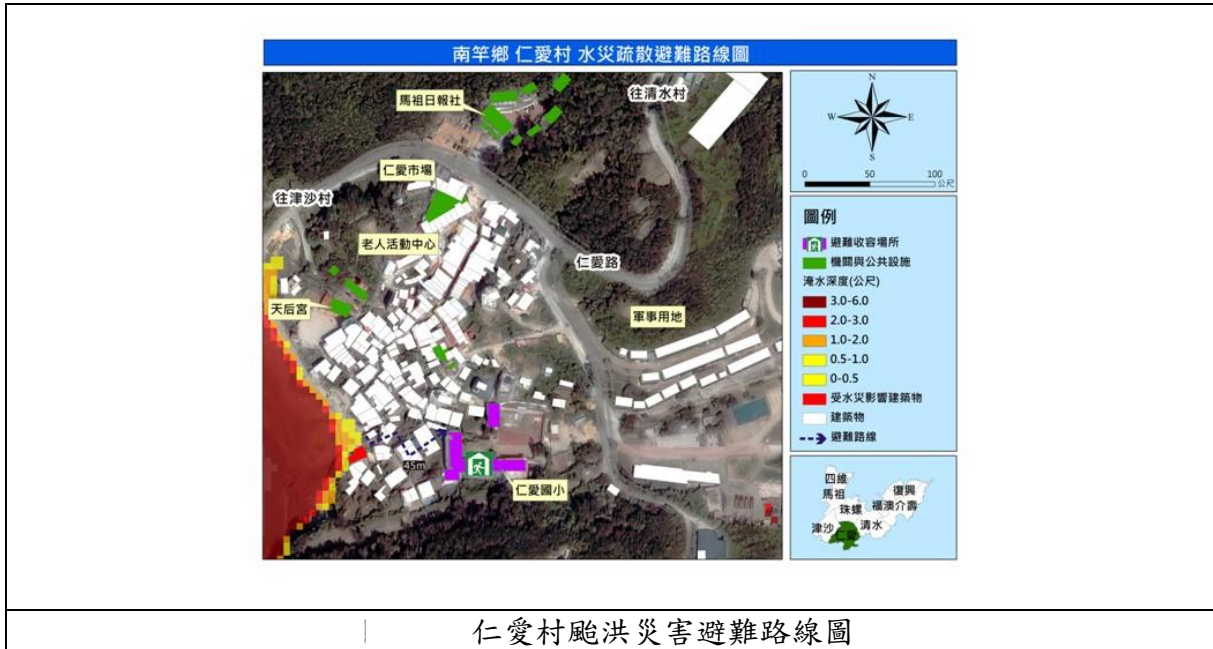 南竿鄉 仁愛村 水災疏散避難路線圖
馬祖日報社
往清水村
仁愛市場
往津沙村
老人活動中心
仁愛路
天后宮
軍事用地
45m
仁愛國小
N
W
E
S
0 50 100
公尺
圖例
避難收容場所
機關與公共設施
淹水深度(公尺)
3.0-6.0
2.0-3.0
1.0-2.0
0.5-1.0
0-0.5
受水災影響建築物
建築物
避難路線
四維
馬祖
復興
珠螺
福澳介壽
津沙
清水
仁愛
仁愛村颱洪災害避難路線圖